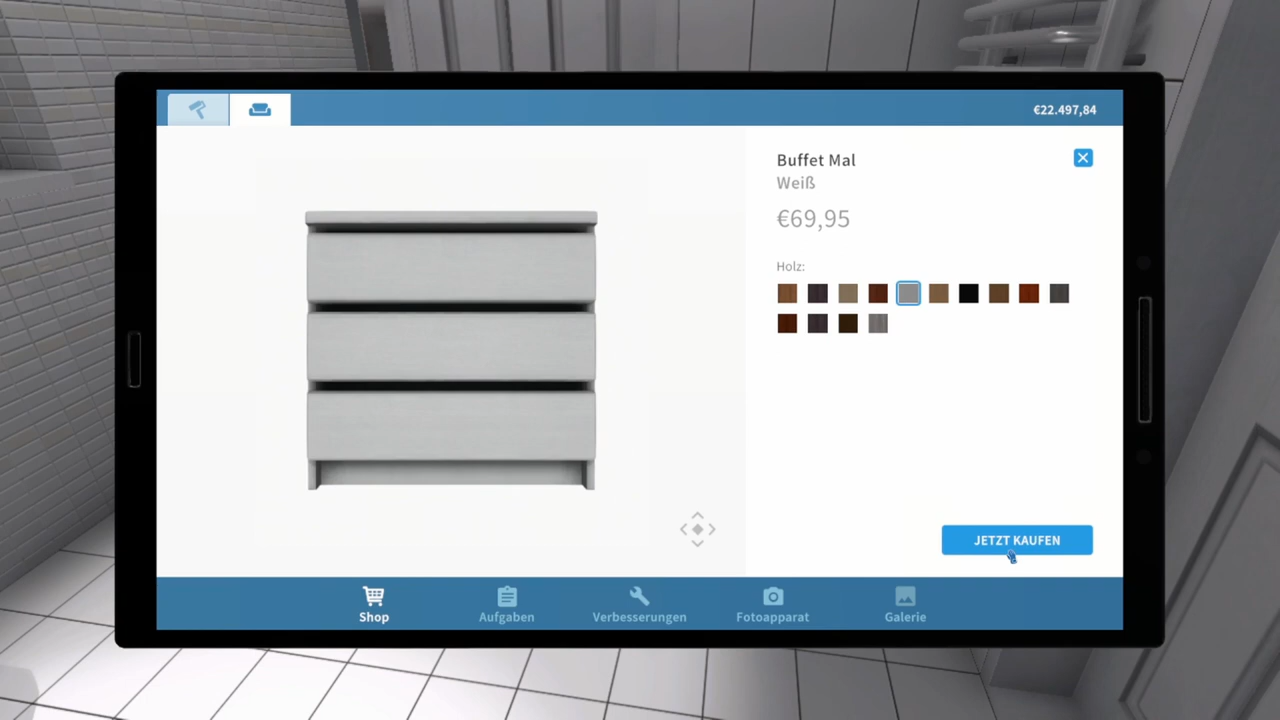 €22.497,84
Buffet Mal
Weiß
€69,95
Holz:
JETZT KAUFEN
Shop
Aufgaben
Verbesserungen
Fotoapparat
Galerie